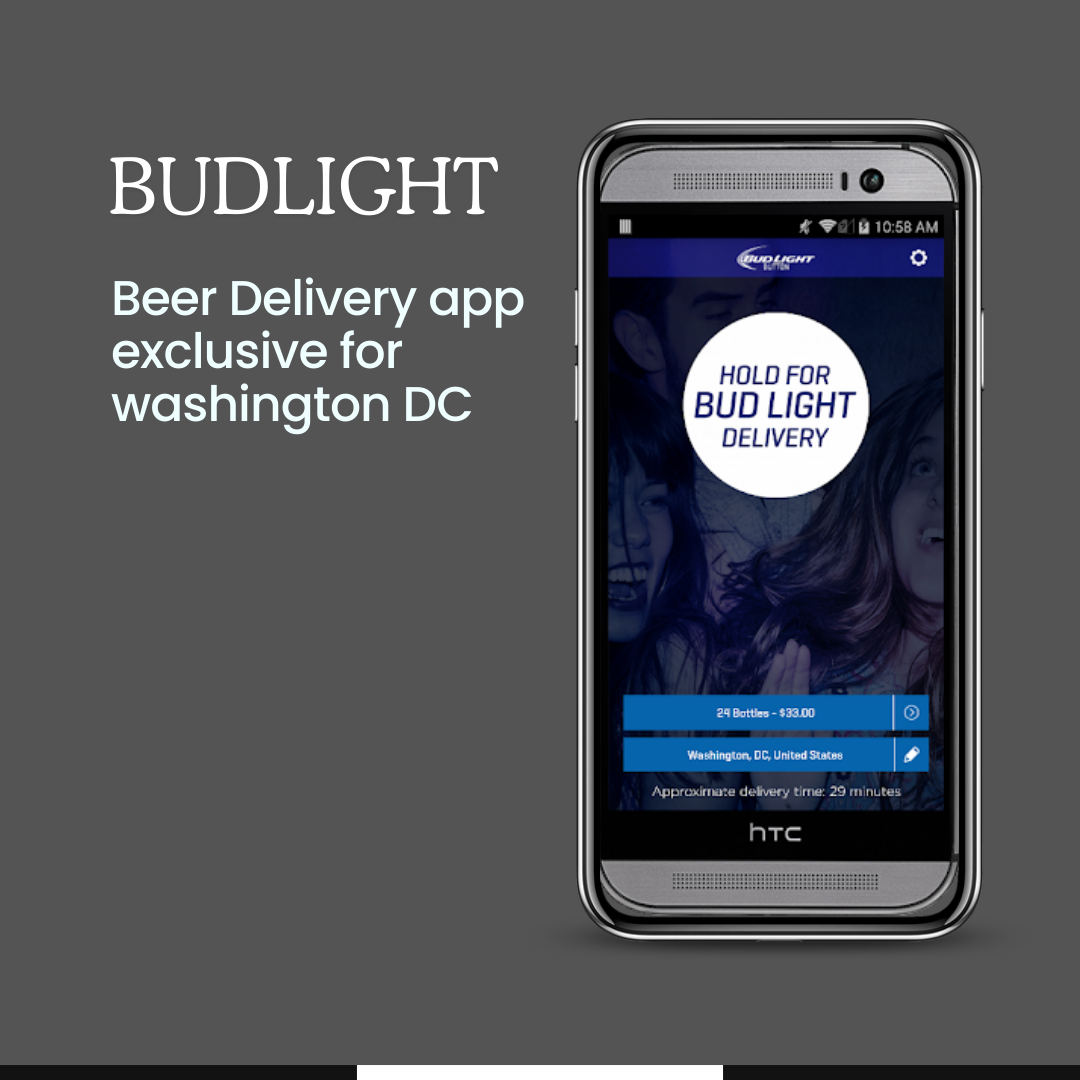 BUDLIGHT
Beer Delivery app
exclusive for
washington DC
10:58 AM
BUD LIGHT
BUTTON
HOLD FOR
BUD LIGHT
DELIVERY
24 Bottles - $33.00
Washington, DC, United States
Approximate delivery time: 29 minutes
hTC